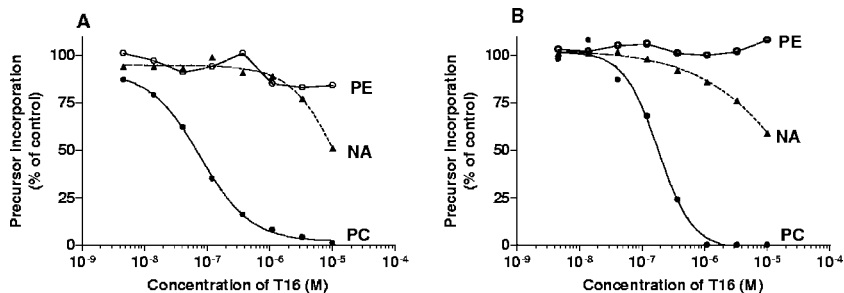 A
Precursor Incorporation
(% of control)
100
75
50
25
0
10-9
10-8
10-7
10-6
10-5
10-4
Concentration of T16 (M)
PE
NA
PC
B
Precursor Incorporation
(% of control)
100
75
50
25
0
10-9
10-8
10-7
10-6
10-5
10-4
Concentration of T16 (M)
PE
NA
PC